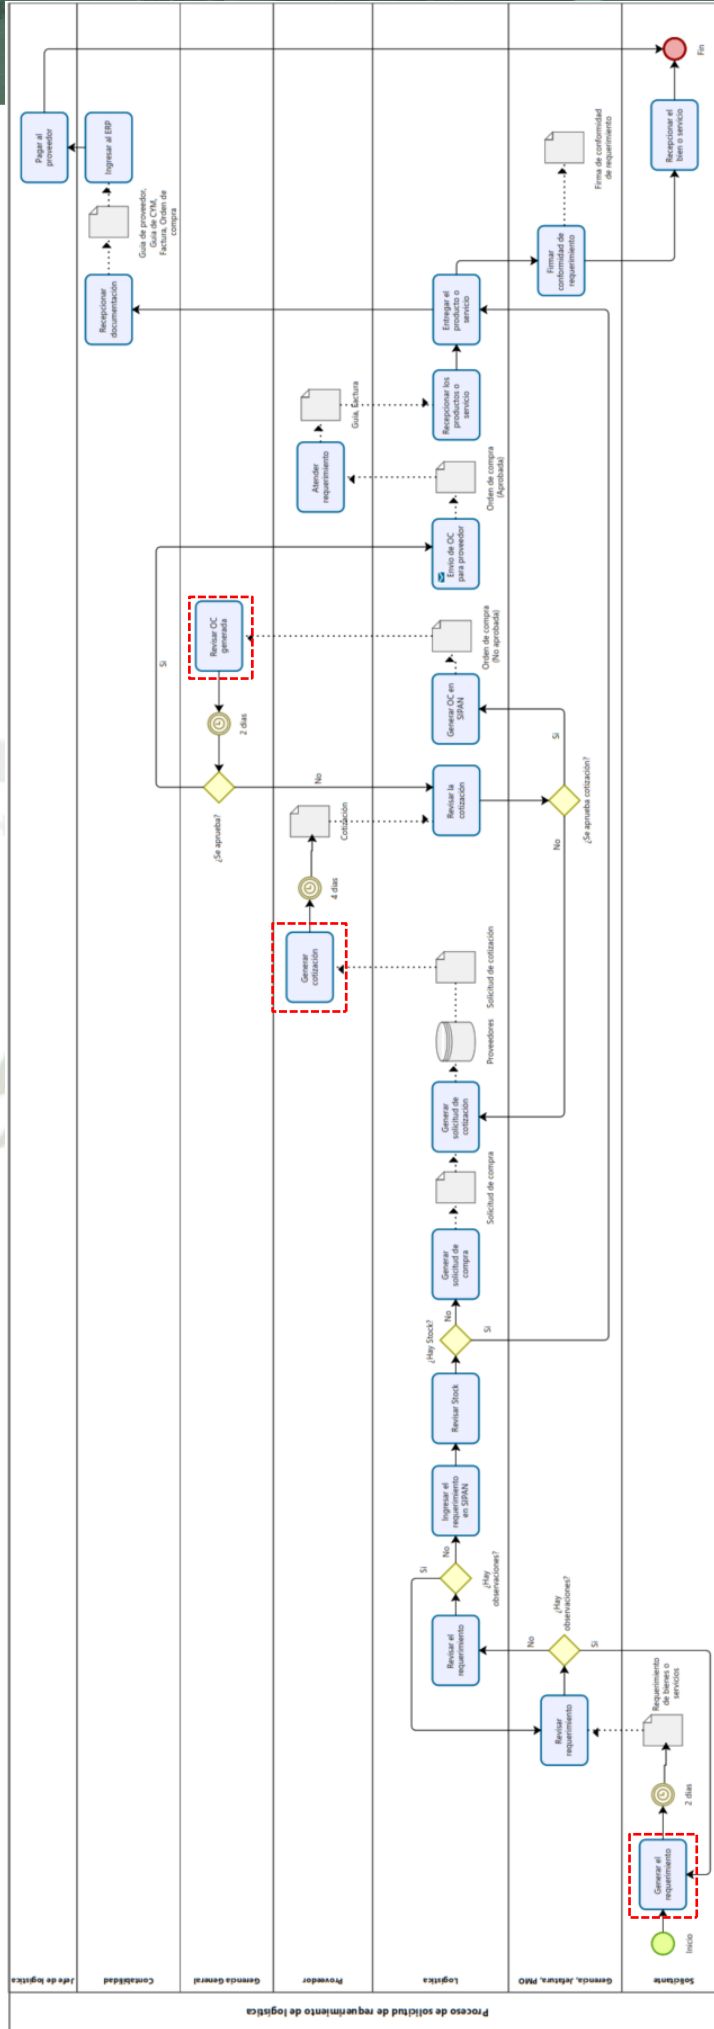 Proceso de solicitud de requerimiento de logística
Jefe de logística
Contabilidad
Gerencia General
Proveedor
Logística
Gerencia, Jefatura, PMO
Solicitante
Inicio
Generar el
requerimiento
2 días
Requerimiento
de bienes o
servicios
Revisar
requerimiento
¿Hay
observaciones?
Si
No
Revisar el
requerimiento
¿Hay
observaciones?
Si
No
Ingresar el
requerimiento
en SIPAN
Revisar Stock
¿Hay Stock?
No
Si
Generar
solicitud de
compra
Solicitud de compra
Generar
solicitud de
cotización
Proveedores
Solicitud de cotización
Generar
cotización
4 días
Cotización
Revisar la
cotización
¿Se aprueba cotización?
No
Si
Generar OC en
SIPAN
Orden de compra
(No aprobada)
Revisar OC
generada
2 días
¿Se aprueba?
No
Si
Envío de OC
para proveedor
Orden de compra
(Aprobada)
Atender
requerimiento
Guía, Factura
Recepcionar los
productos o
servicio
Entregar el
producto o
servicio
Firmar
conformidad de
requerimiento
Firma de conformidad
de requerimiento
Recepcionar
documentación
Guía de proveedor,
Guía de CYM,
Factura, Orden de
compra
Ingresar al ERP
Pagar al
proveedor
Recepcionar el
bien o servicio
Fin